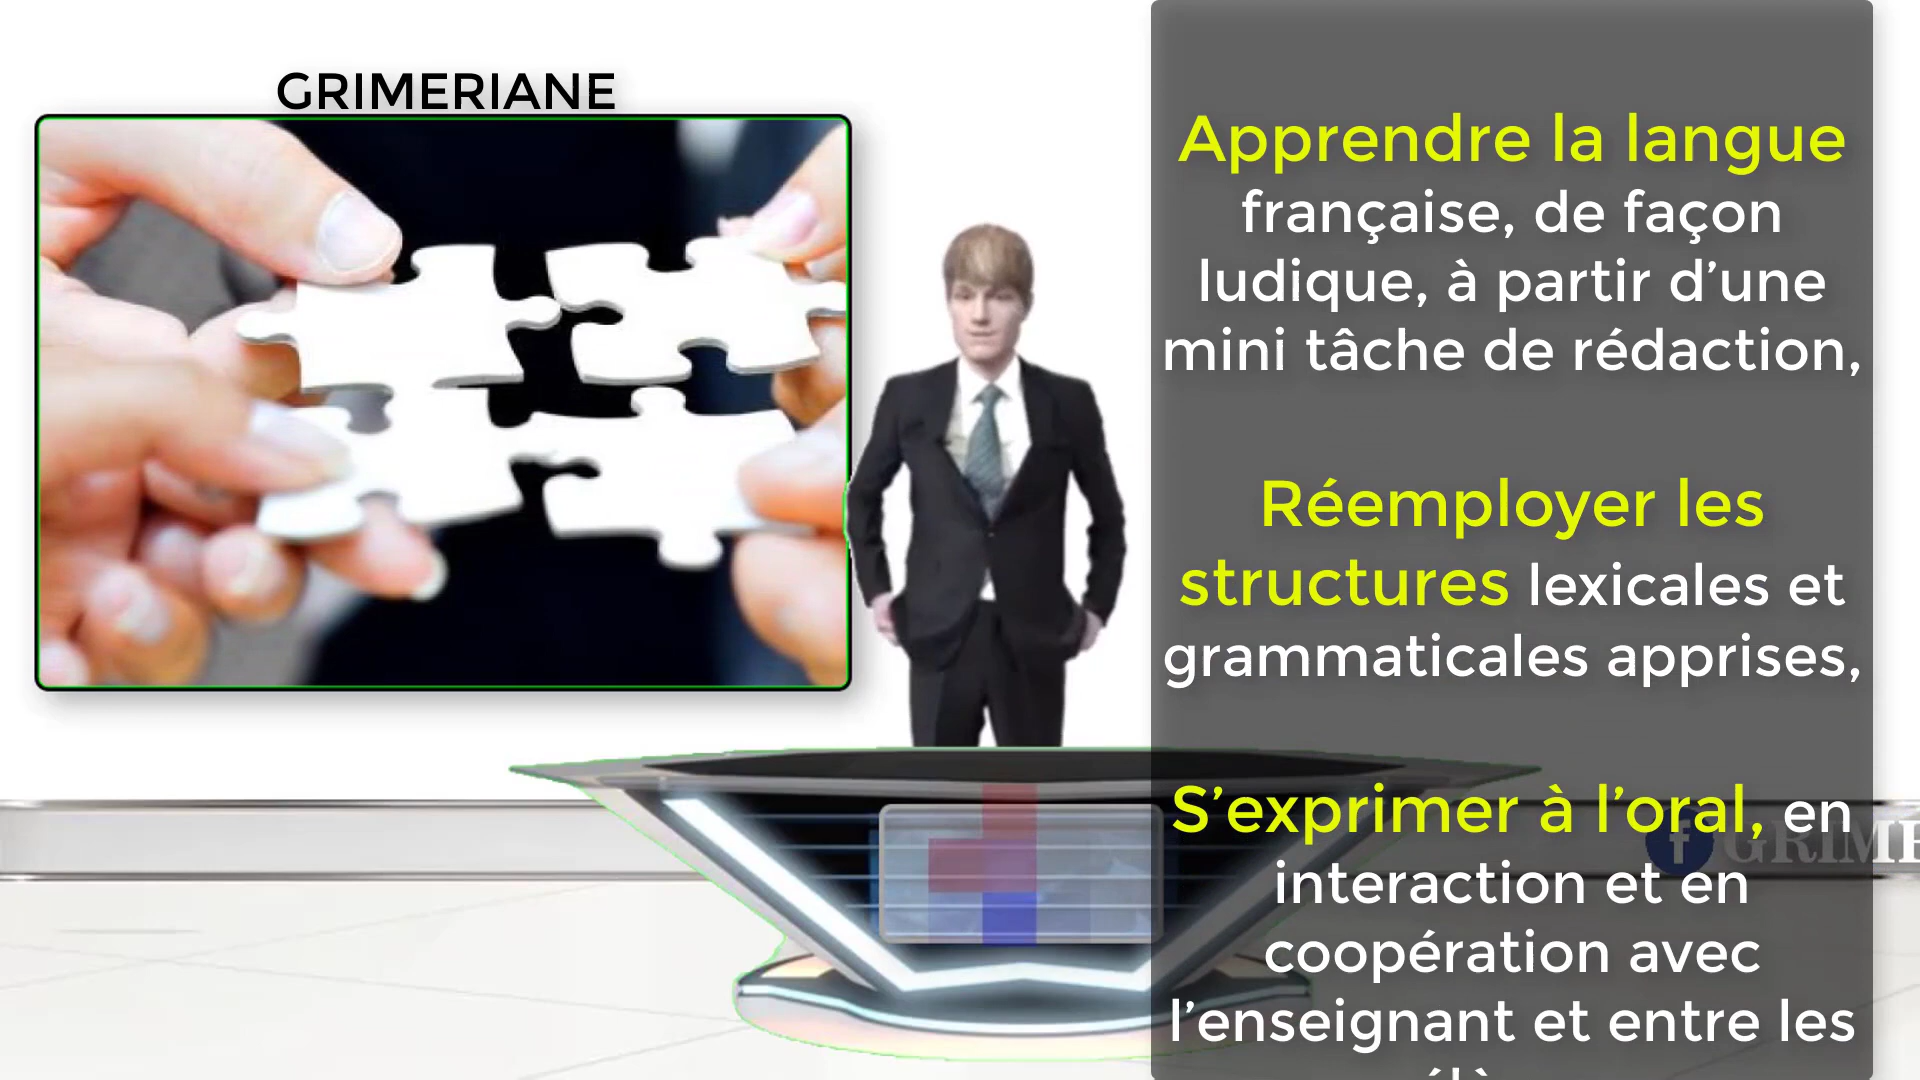 GRIMERIANE
Apprendre la langue
française, de façon
ludique, à partir d’une
mini tâche de rédaction,
Réemployer les
structures lexicales et
grammaticales apprises,
S’exprimer à l’oral, en
interaction et en
coopération avec
l’enseignant et entre les